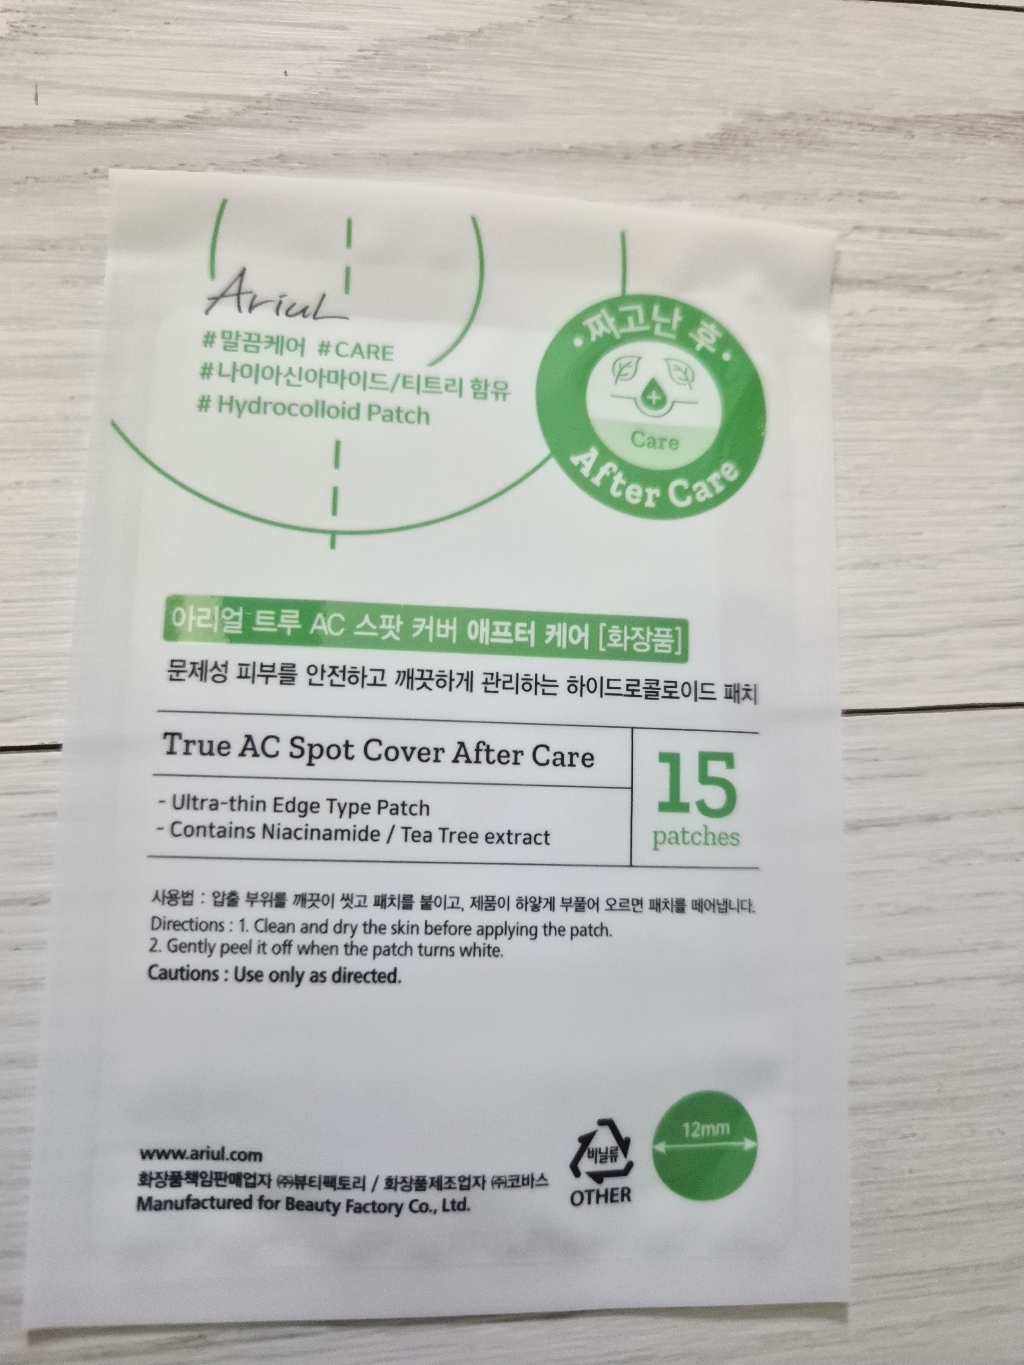 Ariul
#말끔케어 #CARE
#나이아신아마이드/티트리 함유
# Hydrocolloid Patch
·짜고난 후·
Care
After Care
아리얼 트루 AC 스팟 커버 애프터 케어 [화장품]
문제성 피부를 안전하고 깨끗하게 관리하는 하이드로콜로이드 패치
True AC Spot Cover After Care
- Ultra-thin Edge Type Patch
- Contains Niacinamide / Tea Tree extract
15
patches
사용법 : 압출 부위를 깨끗이 씻고 패치를 붙이고, 제품이 하얗게 부풀어 오르면 패치를 떼어냅니다.
Directions : 1. Clean and dry the skin before applying the patch.
2. Gently peel it off when the patch turns white.
Cautions : Use only as directed.
www.ariul.com
화장품책임판매업자 ㈜뷰티팩토리 / 화장품제조업자 ㈜코바스
Manufactured for Beauty Factory Co., Ltd.
비닐류
OTHER
12mm